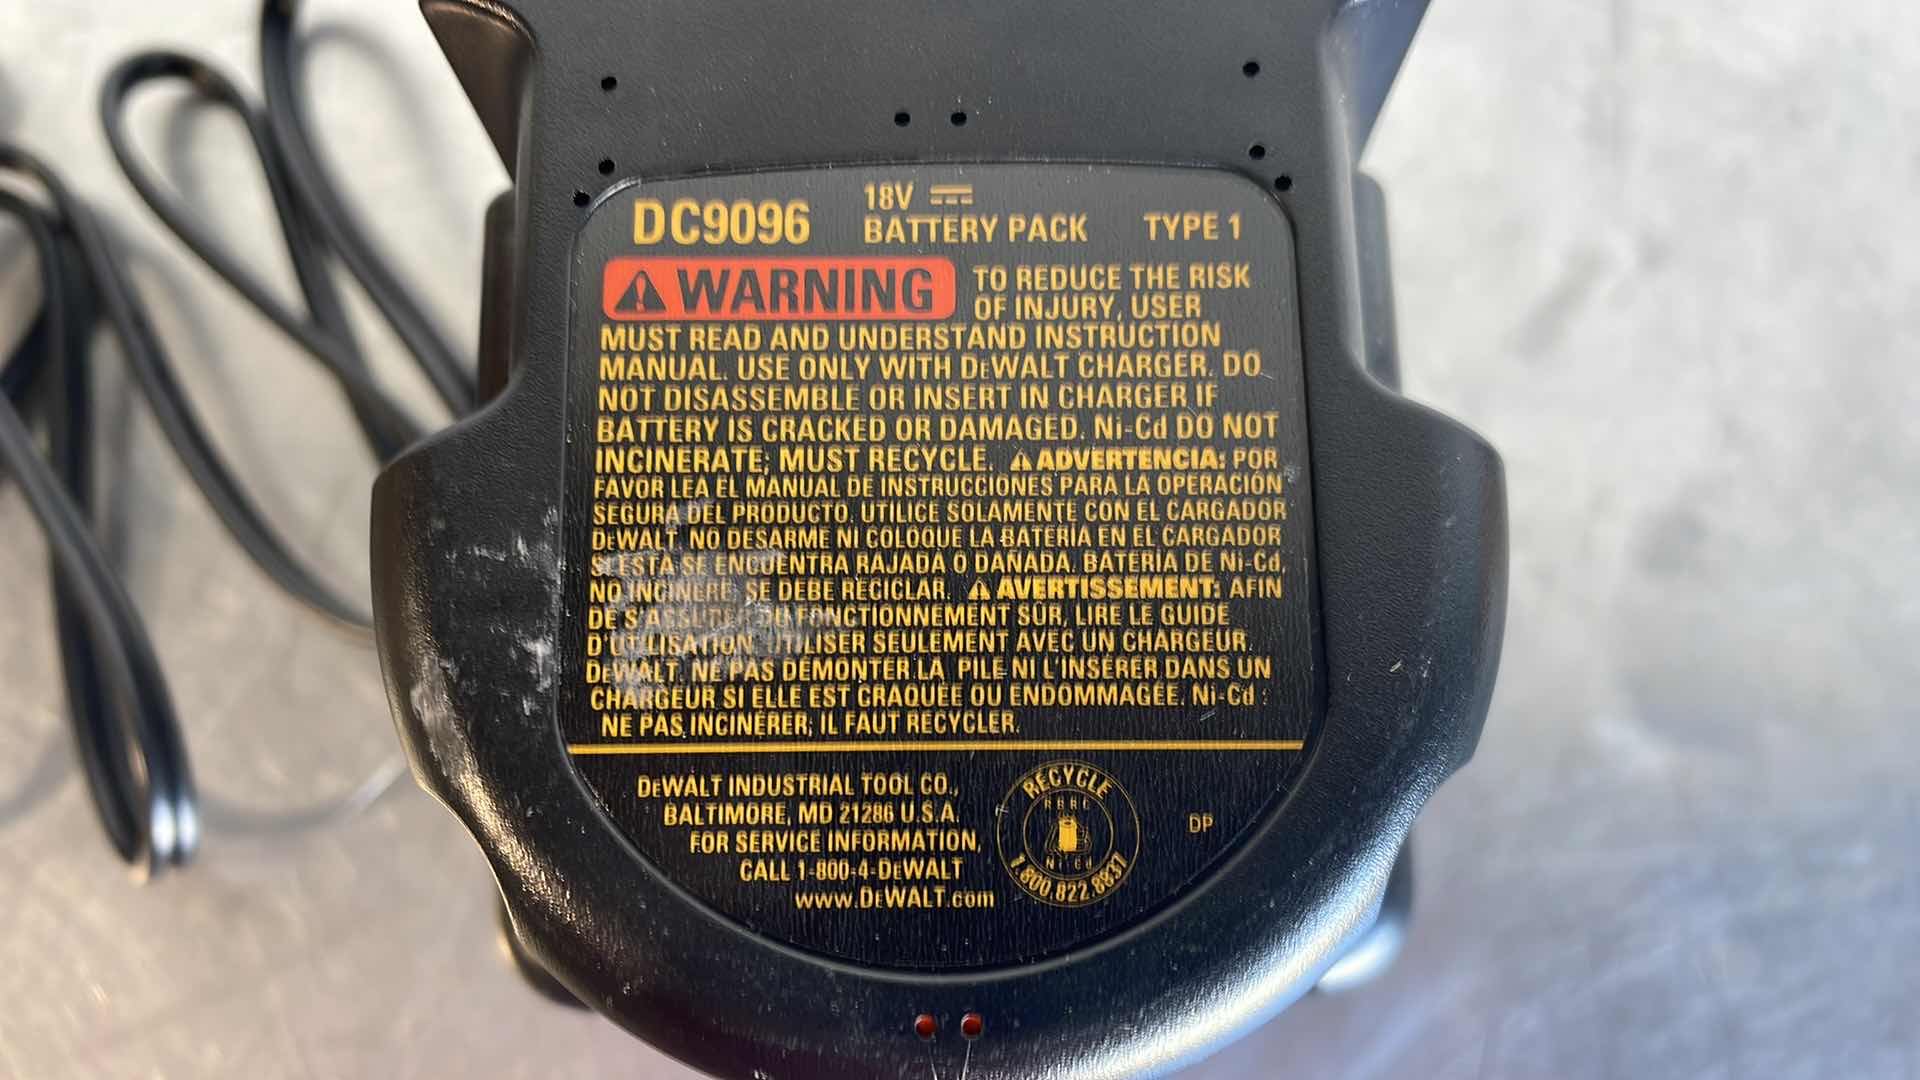 18V
DC9096 BATTERY PACK TYPE 1
WARNING TO REDUCE THE RISK
OF INJURY, USER
MUST READ AND UNDERSTAND INSTRUCTION
MANUAL. USE ONLY WITH DEWALT CHARGER. DO
NOT DISASSEMBLE OR INSERT IN CHARGER IF
BATTERY IS CRACKED OR DAMAGED. Ni-Cd DO NOT
INCINERATE; MUST RECYCLE. ADVERTENCIA: POR
FAVOR LEA EL MANUAL DE INSTRUCCIONES PARA LA OPERACIÓN
SEGURA DEL PRODUCTO. UTILICE SOLAMENTE CON EL CARGADOR
DEWALT. NO DESARME NI COLOQUE LA BATERÍA EN EL CARGADOR
SI ESTA SE ENCUENTRA RAJADA O DAÑADA. BATERIA DE Ni-Cd,
NO INCINERE, SE DEBE RECICLAR. AVERTISSEMENT: AFIN
DE S'ASSURER DU FONCTIONNEMENT SÛR, LIRE LE GUIDE
D'UTILISATION. UTILISER SEULEMENT AVEC UN CHARGEUR.
DEWALT. NE PAS DÉMONTER LA PILE NI L'INSÉRER DANS UN
CHARGEUR SI ELLE EST CRAQUÉE OU ENDOMMAGÉE. Ni-Cd :
NE PAS INCINÉRER; IL FAUT RECYCLER.
DEWALT INDUSTRIAL TOOL CO.,
BALTIMORE, MD 21286 U.S.A.
FOR SERVICE INFORMATION,
CALL 1-800-4-DEWALT
www.DEWALT.com
RECYCLE
RBRC
Ni Cd
1.800.822.8837
DP